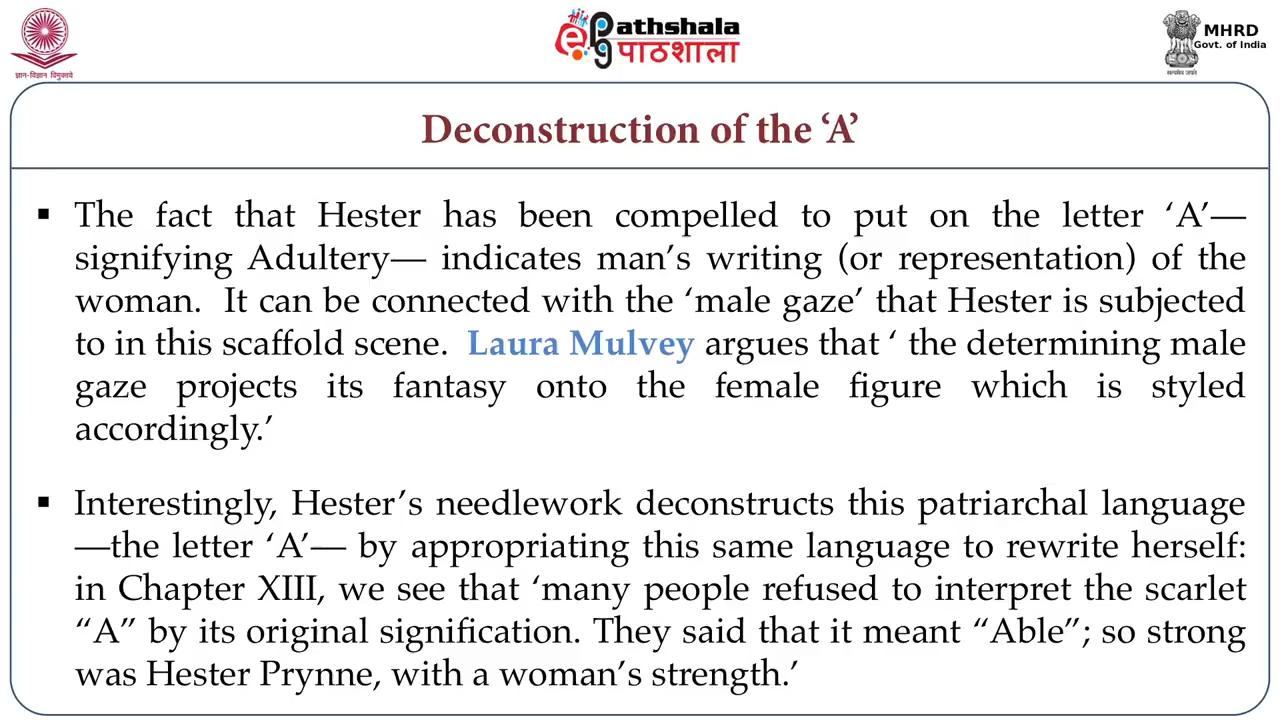 ज्ञान-विज्ञान विमुक्तये
ePG Pathshala
पाठशाला
MHRD
Govt. of India
सत्यमेव जयते
Deconstruction of the ‘A’
▪ The fact that Hester has been compelled to put on the letter ‘A’—
signifying Adultery— indicates man’s writing (or representation) of the
woman.  It can be connected with the ‘male gaze’ that Hester is subjected
to in this scaffold scene.  Laura Mulvey argues that ‘ the determining male
gaze projects its fantasy onto the female figure which is styled
accordingly.’
▪ Interestingly, Hester’s needlework deconstructs this patriarchal language
—the letter ‘A’— by appropriating this same language to rewrite herself:
in Chapter XIII, we see that ‘many people refused to interpret the scarlet
“A” by its original signification. They said that it meant “Able”; so strong
was Hester Prynne, with a woman’s strength.’